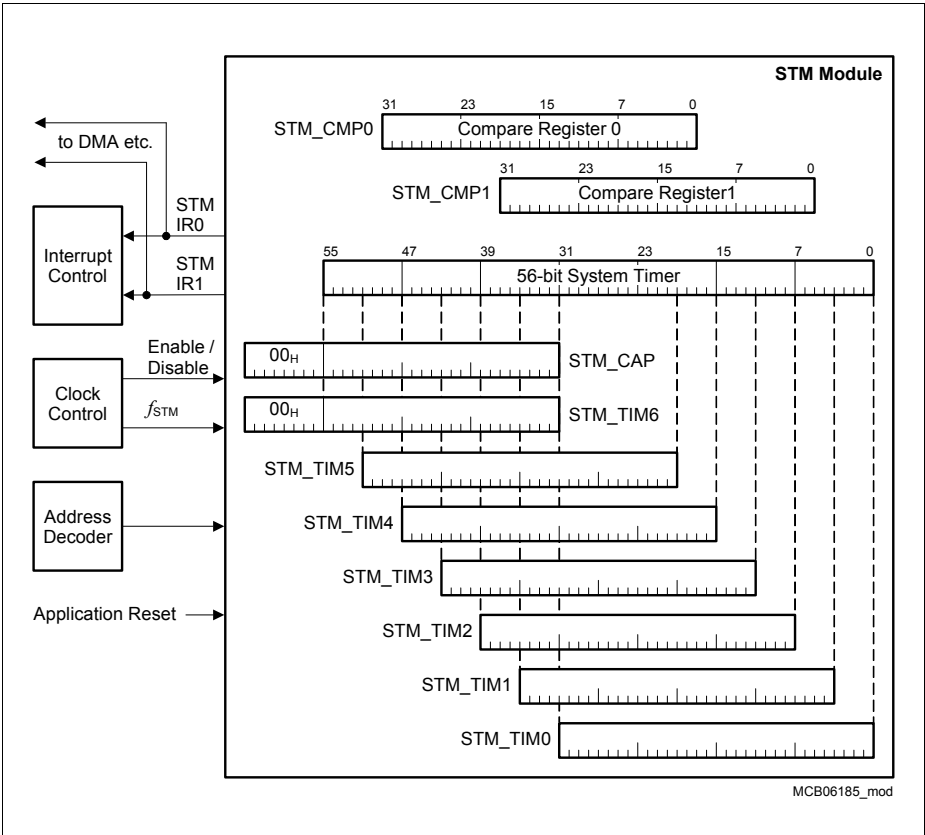 STM Module
31 23 15 7 0
STM_CMP0 Compare Register 0
31 23 15 7 0
STM_CMP1 Compare Register1
to DMA etc.
STM
IR0
STM
IR1
Interrupt
Control
55 47 39 31 23 15 7 0
56-bit System Timer
Enable /
Disable
Clock
Control
fSTM
00H STM_CAP
00H STM_TIM6
STM_TIM5
Address
Decoder
STM_TIM4
STM_TIM3
Application Reset
STM_TIM2
STM_TIM1
STM_TIM0
MCB06185_mod